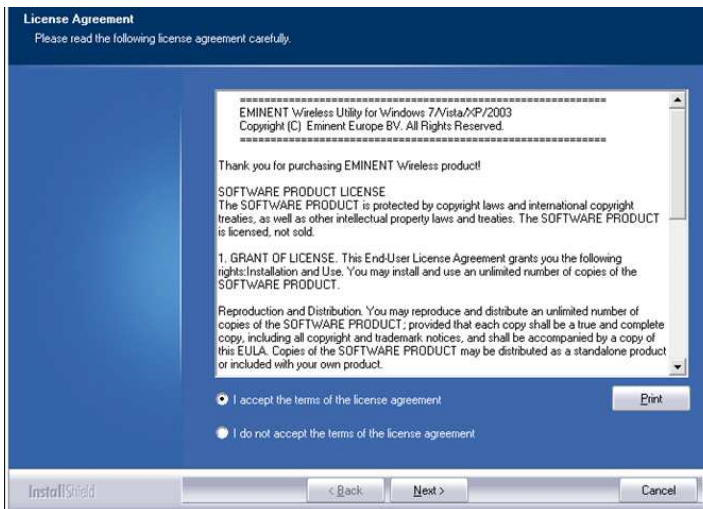 License Agreement
Please read the following license agreement carefully.
============================================================
EMINENT Wireless Utility for Windows 7/Vista/XP/2003
Copyright (C)  Eminent Europe BV. All Rights Reserved.
============================================================
Thank you for purchasing EMINENT Wireless product!
SOFTWARE PRODUCT LICENSE
The SOFTWARE PRODUCT is protected by copyright laws and international copyright
treaties, as well as other intellectual property laws and treaties. The SOFTWARE PRODUCT
is licensed, not sold.
1. GRANT OF LICENSE. This End-User License Agreement grants you the following
rights:Installation and Use. You may install and use an unlimited number of copies of the
SOFTWARE PRODUCT.
Reproduction and Distribution. You may reproduce and distribute an unlimited number of
copies of the SOFTWARE PRODUCT; provided that each copy shall be a true and complete
copy, including all copyright and trademark notices, and shall be accompanied by a copy of
this EULA. Copies of the SOFTWARE PRODUCT may be distributed as a standalone product
or included with your own product.
I accept the terms of the license agreement
Print
I do not accept the terms of the license agreement
InstallShield
< Back
Next >
Cancel